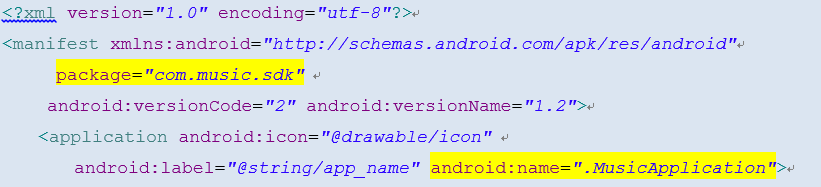 <?xml version="1.0" encoding="utf-8"?>
<manifest xmlns:android="http://schemas.android.com/apk/res/android"
package="com.music.sdk"
android:versionCode="2" android:versionName="1.2">
<application android:icon="@drawable/icon"
android:label="@string/app_name" android:name=".MusicApplication">